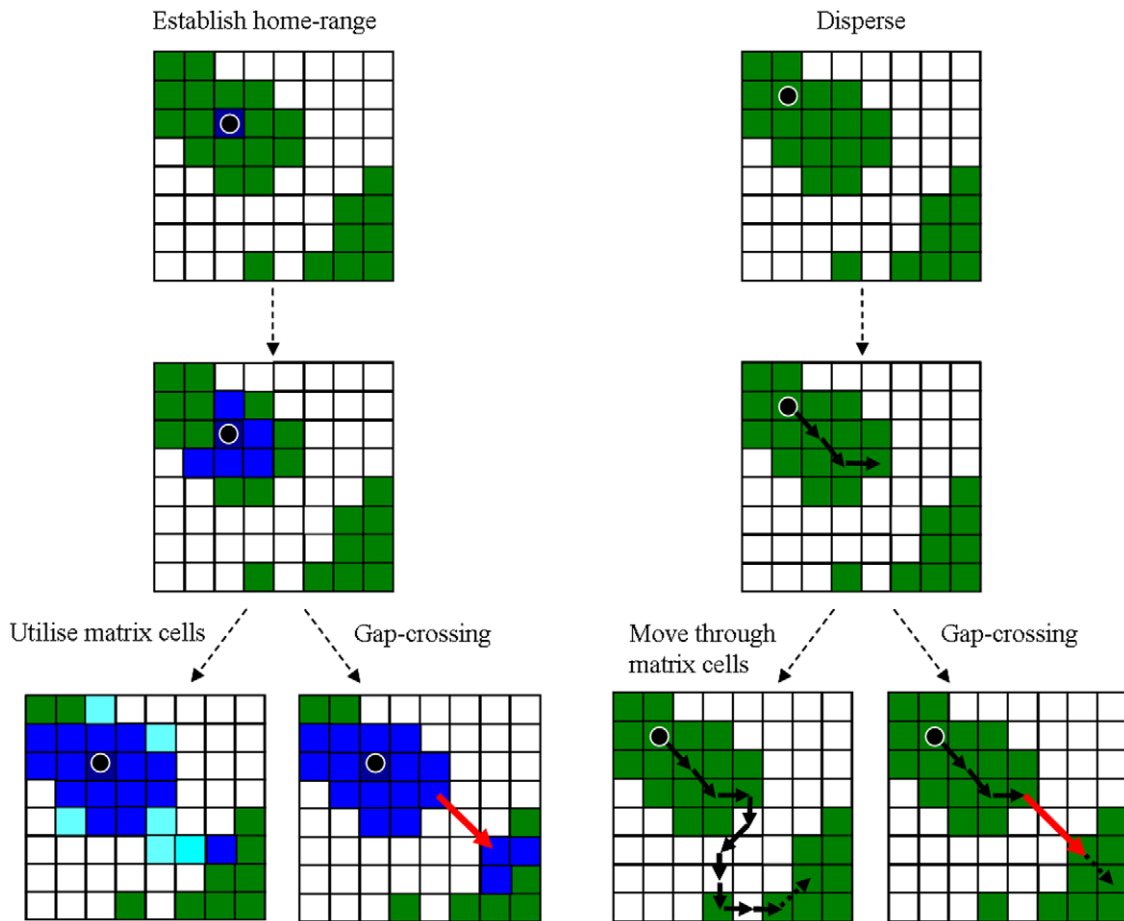 Establish home-range
Disperse
Utilise matrix cells
Gap-crossing
Move through
matrix cells
Gap-crossing